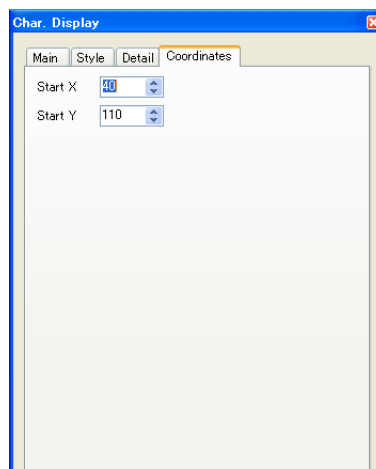 Char. Display
Main Style Detail Coordinates
Start X 40
Start Y 110